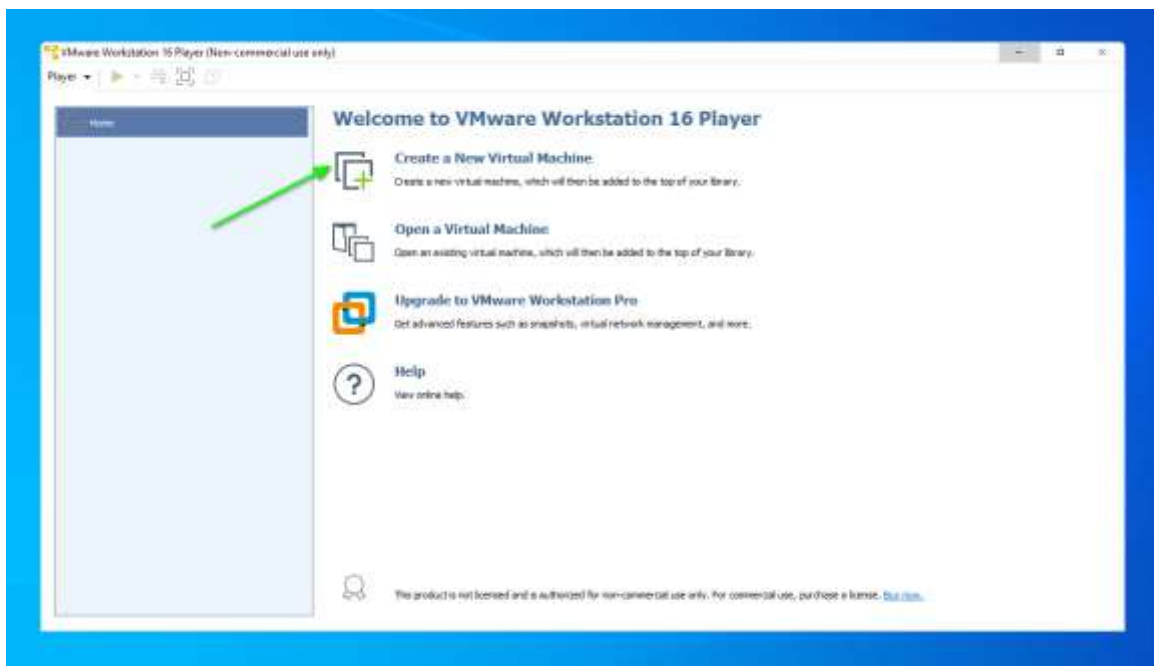 VMware Workstation 16 Player (Non-commercial use only)
Player
Home
Welcome to VMware Workstation 16 Player
Create a New Virtual Machine
Create a new virtual machine, which will then be added to the top of your library.
Open a Virtual Machine
Open an existing virtual machine, which will then be added to the top of your library.
Upgrade to VMware Workstation Pro
Get advanced features such as snapshots, virtual network management, and more.
Help
View online help.
This product is not licensed and is authorized for non-commercial use only. For commercial use, purchase a license. Buy now.